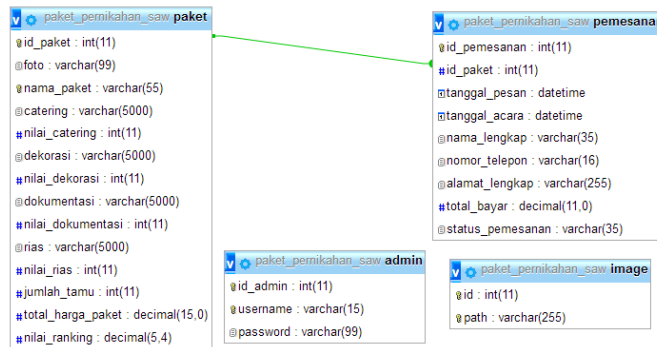 paket_pernikahan_saw paket
id_paket : int(11)
foto : varchar(99)
nama_paket : varchar(55)
catering : varchar(5000)
nilai_catering : int(11)
dekorasi : varchar(5000)
nilai_dekorasi : int(11)
dokumentasi : varchar(5000)
nilai_dokumentasi : int(11)
rias : varchar(5000)
nilai_rias : int(11)
jumlah_tamu : int(11)
total_harga_paket : decimal(15,0)
nilai_ranking : decimal(5,4)
paket_pernikahan_saw pemesanan
id_pemesanan : int(11)
id_paket : int(11)
tanggal_pesan : datetime
tanggal_acara : datetime
nama_lengkap : varchar(35)
nomor_telepon : varchar(16)
alamat_lengkap : varchar(255)
total_bayar : decimal(11,0)
status_pemesanan : varchar(35)
paket_pernikahan_saw admin
id_admin : int(11)
username : varchar(15)
password : varchar(99)
paket_pernikahan_saw image
id : int(11)
path : varchar(255)